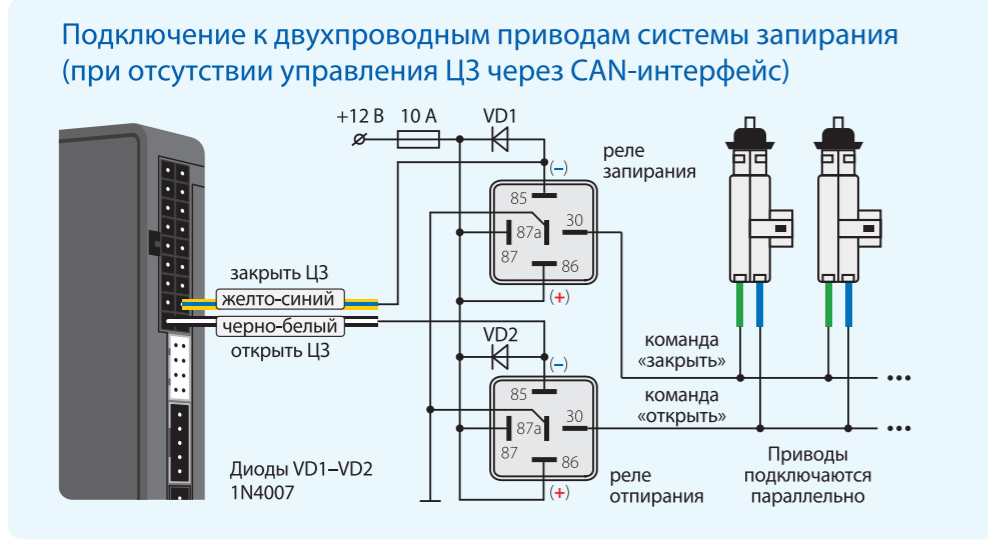 Подключение к двухпроводным приводам системы запирания
(при отсутствии управления ЦЗ через CAN-интерфейс)
+12 В
10 А
VD1
(–)
реле
запирания
85
30
87а
87
86
(+)
закрыть ЦЗ
желто-синий
черно-белый
открыть ЦЗ
VD2
(–)
команда
«закрыть»
85
30
87а
87
86
(+)
команда
«открыть»
Диоды VD1–VD2
1N4007
реле
отпирания
Приводы
подключаются
параллельно